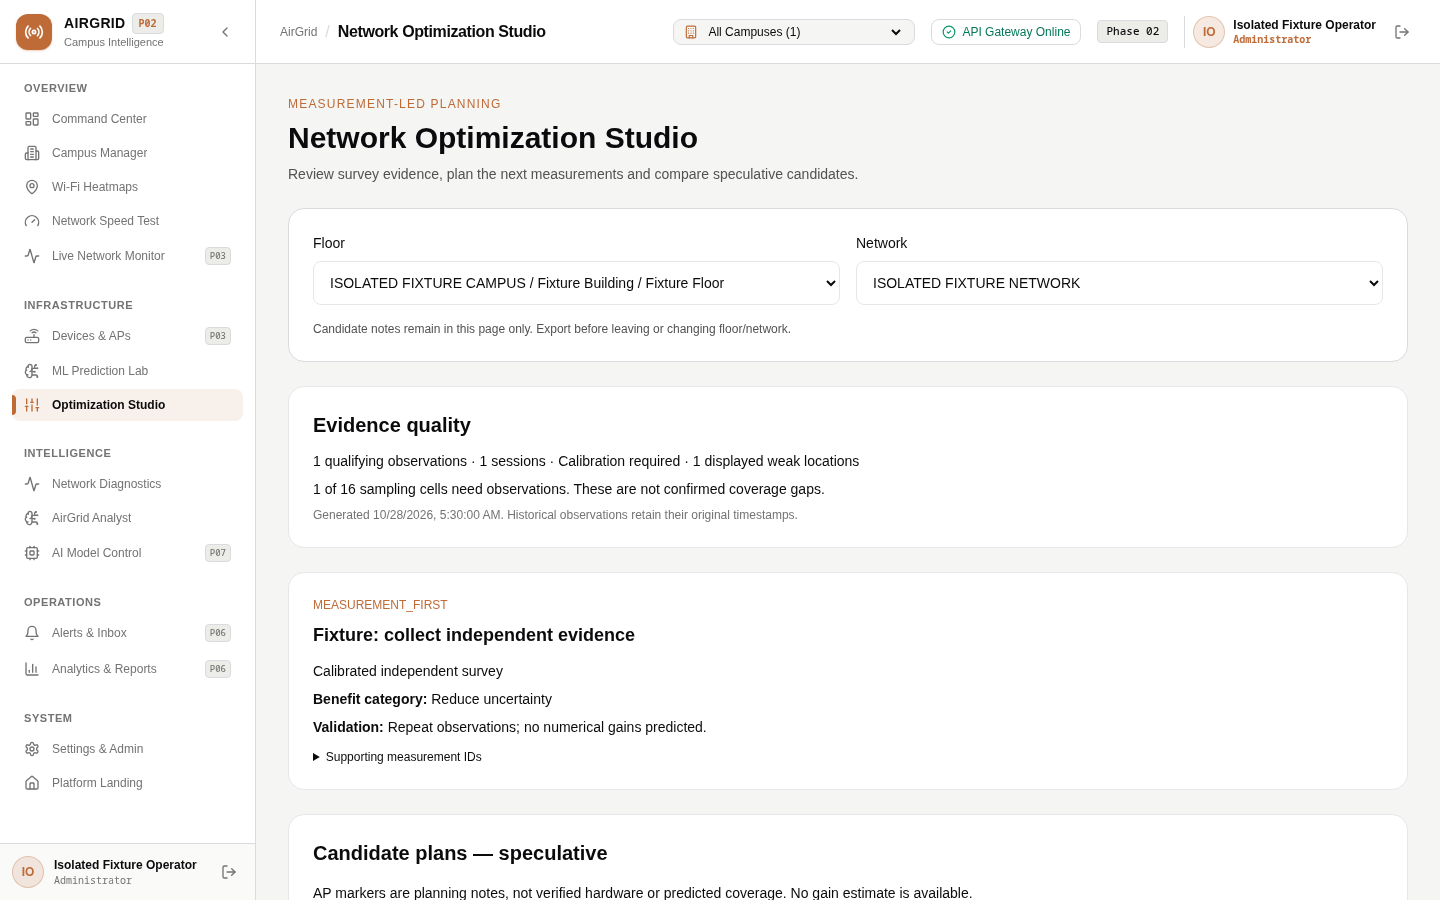 AIRGRID P02
Campus Intelligence
OVERVIEW
Command Center
Campus Manager
Wi-Fi Heatmaps
Network Speed Test
Live Network Monitor P03
INFRASTRUCTURE
Devices & APs P03
ML Prediction Lab
Optimization Studio
INTELLIGENCE
Network Diagnostics
AirGrid Analyst
AI Model Control P07
OPERATIONS
Alerts & Inbox P06
Analytics & Reports P06
SYSTEM
Settings & Admin
Platform Landing
IO Isolated Fixture Operator
Administrator
AirGrid / Network Optimization Studio
All Campuses (1)
API Gateway Online
Phase 02
IO Isolated Fixture Operator
Administrator
MEASUREMENT-LED PLANNING
Network Optimization Studio
Review survey evidence, plan the next measurements and compare speculative candidates.
Floor
ISOLATED FIXTURE CAMPUS / Fixture Building / Fixture Floor
Network
ISOLATED FIXTURE NETWORK
Candidate notes remain in this page only. Export before leaving or changing floor/network.
Evidence quality
1 qualifying observations · 1 sessions · Calibration required · 1 displayed weak locations
1 of 16 sampling cells need observations. These are not confirmed coverage gaps.
Generated 10/28/2026, 5:30:00 AM. Historical observations retain their original timestamps.
MEASUREMENT_FIRST
Fixture: collect independent evidence
Calibrated independent survey
Benefit category: Reduce uncertainty
Validation: Repeat observations; no numerical gains predicted.
Supporting measurement IDs
Candidate plans — speculative
AP markers are planning notes, not verified hardware or predicted coverage. No gain estimate is available.